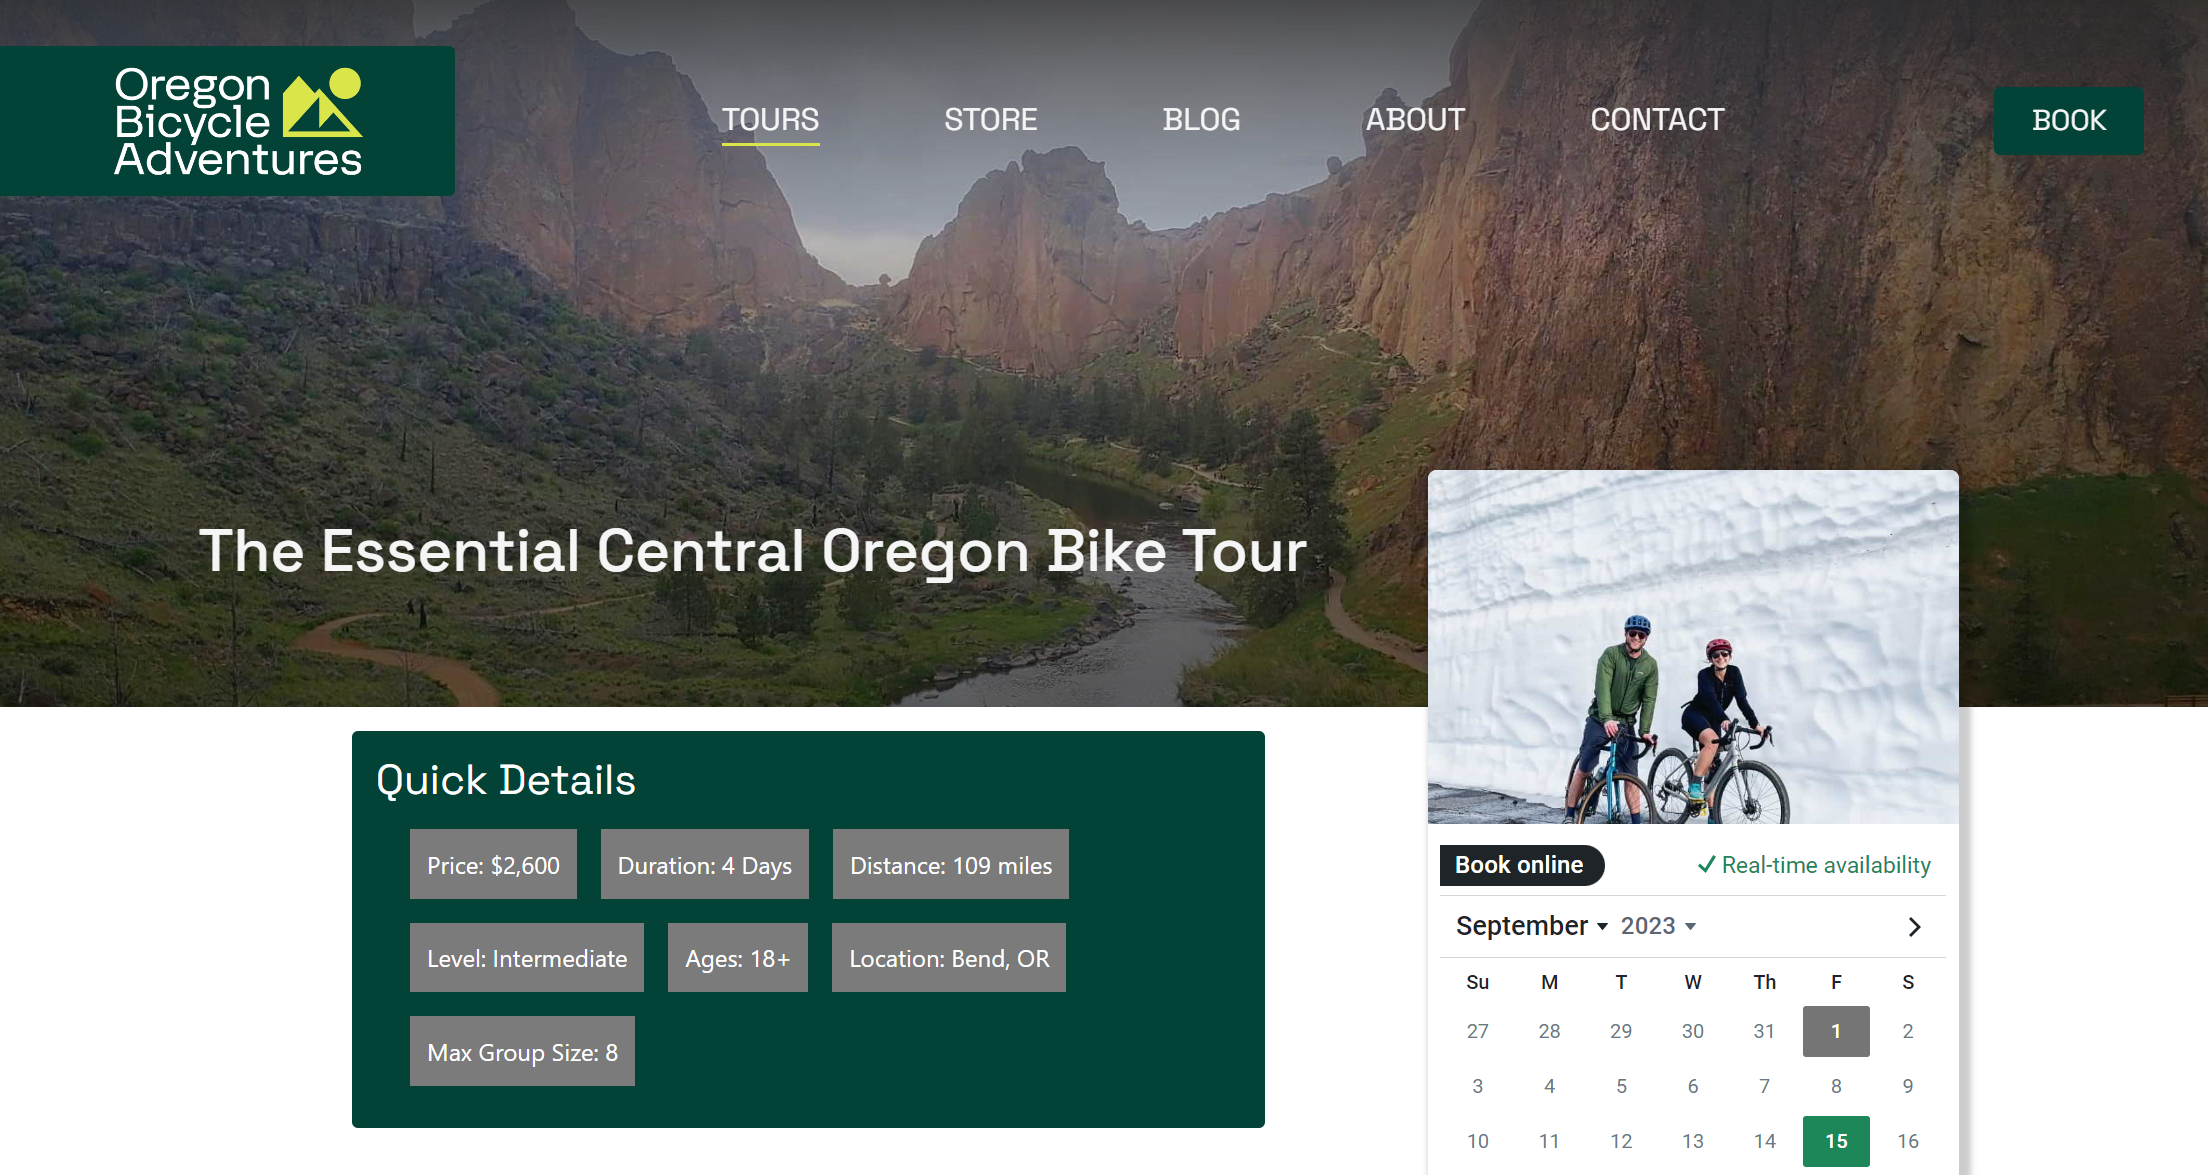 Oregon
Bicycle
Adventures
TOURS STORE BLOG ABOUT CONTACT
BOOK
The Essential Central Oregon Bike Tour
Quick Details
Price: $2,600 Duration: 4 Days Distance: 109 miles
Level: Intermediate Ages: 18+ Location: Bend, OR
Max Group Size: 8
Book online Real-time availability
September 2023
Su M T W Th F S
27 28 29 30 31 1 2
3 4 5 6 7 8 9
10 11 12 13 14 15 16